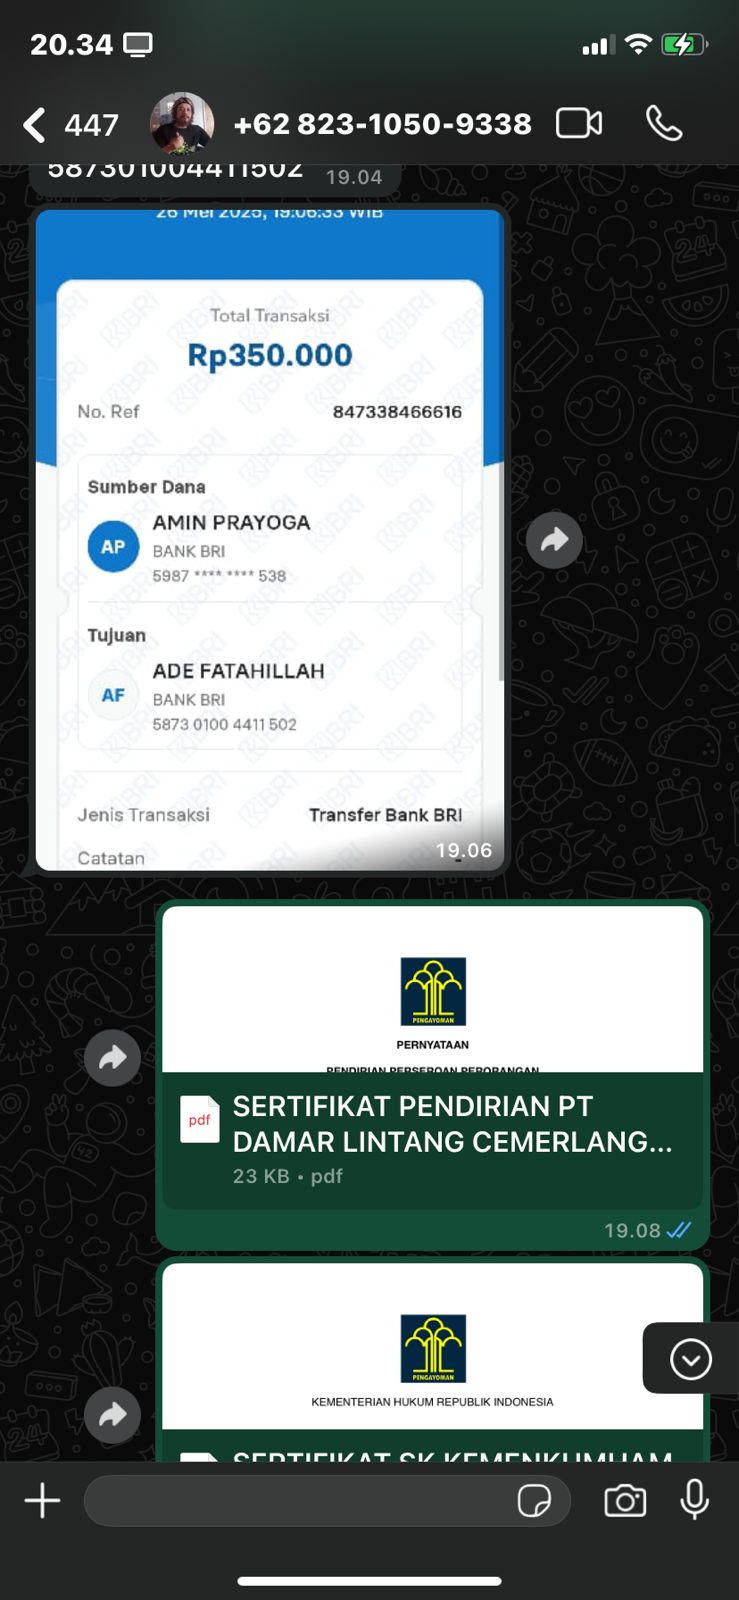 20.34
447
+62 823-1050-9338
587301004411502
19.04
26 Mei 2025, 19:06:33 WIB
Total Transaksi
Rp350.000
No. Ref
847338466616
Sumber Dana
AP
AMIN PRAYOGA
BANK BRI
5987 **** **** 538
Tujuan
AF
ADE FATAHILLAH
BANK BRI
5873 0100 4411 502
Jenis Transaksi
Transfer Bank BRI
Catatan
-
19.06
PENGAYOMAN
PERNYATAAN
PENDIRIAN PERSEROAN PERORANGAN
pdf
SERTIFIKAT PENDIRIAN PT
DAMAR LINTANG CEMERLANG...
23 KB • pdf
19.08
PENGAYOMAN
KEMENTERIAN HUKUM REPUBLIK INDONESIA
SERTIFIKAT SK KEMENKUMHAM